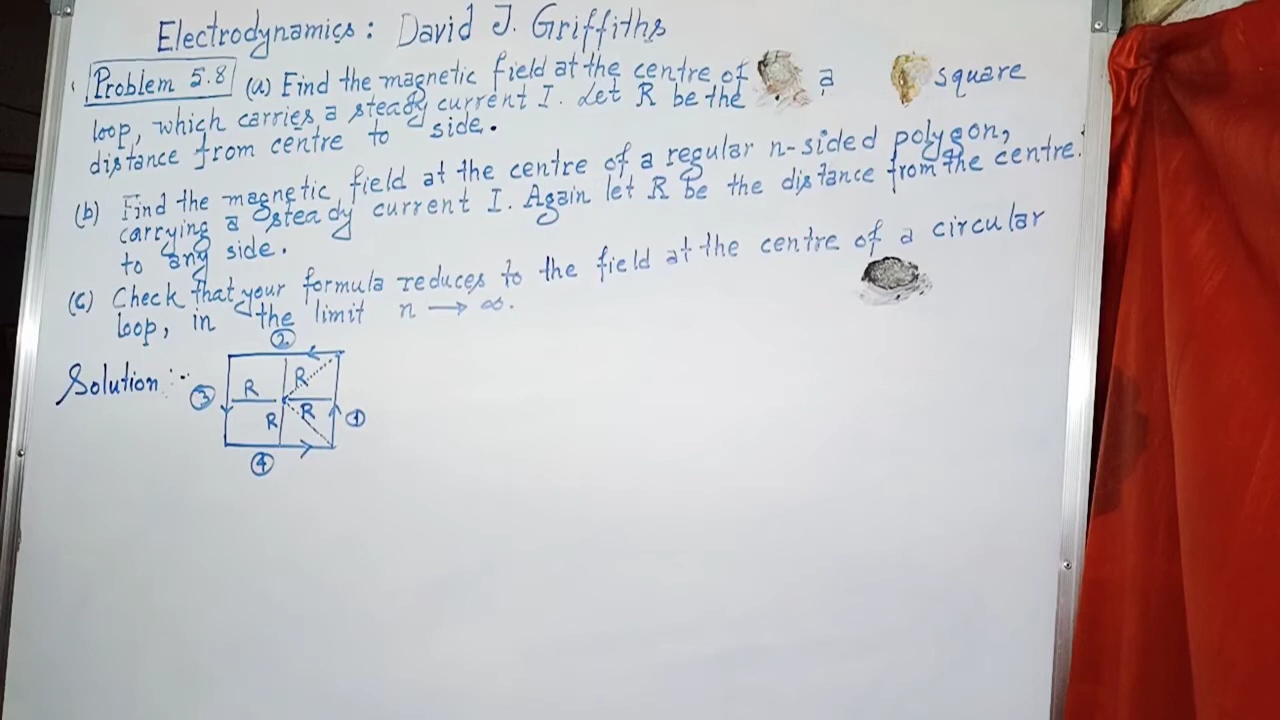 Electrodynamics: David J. Griffiths
Problem 5.8 (a) Find the magnetic field at the centre of a square
loop, which carries a steady current I. Let R be the
distance from centre to side.
(b) Find the magnetic field at the centre of a regular n-sided polygon,
carrying a steady current I. Again let R be the distance from the centre.
to any side.
(c) Check that your formula reduces to the field at the centre of a circular
loop, in the limit n → ∞.
Solution :-
②
R R
③ R R ①
④